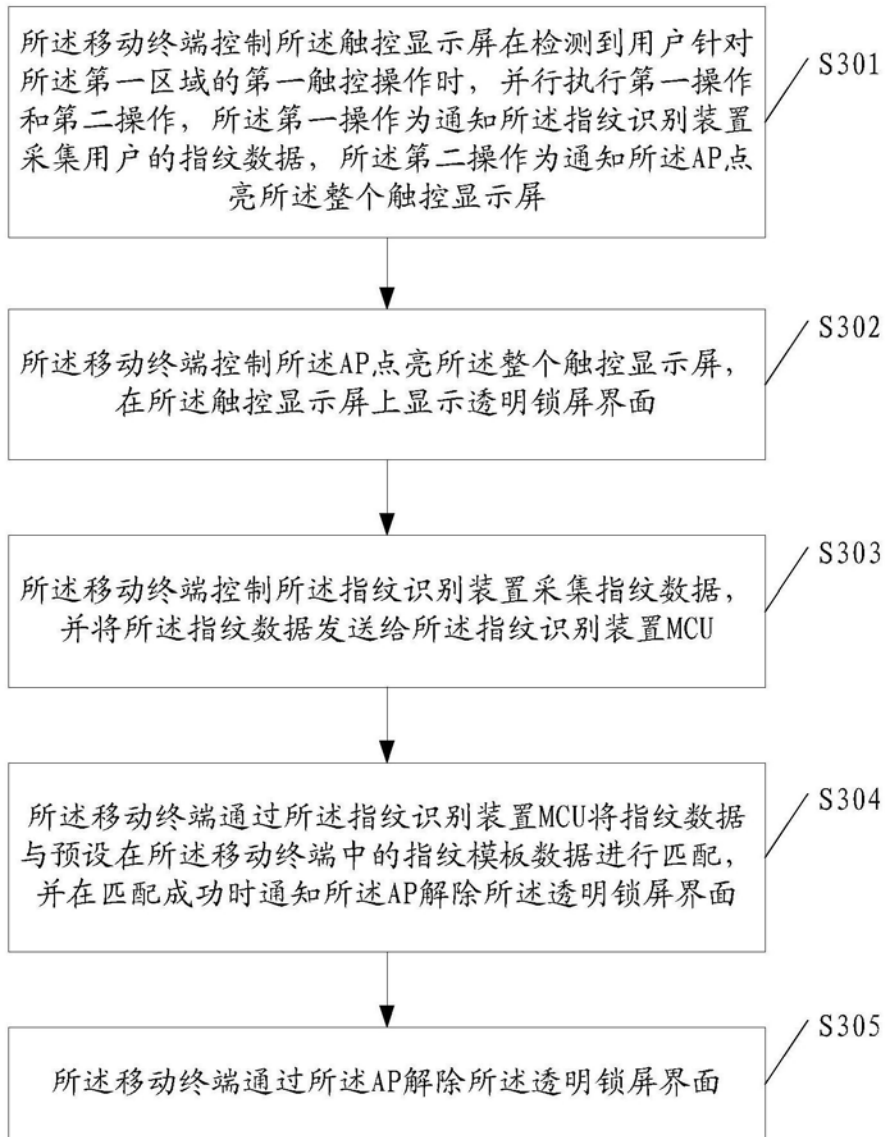 所述移动终端控制所述触控显示屏在检测到用户针对
所述第一区域的第一触控操作时，并行执行第一操作
和第二操作，所述第一操作为通知所述指纹识别装置
采集用户的指纹数据，所述第二操作为通知所述AP点
亮所述整个触控显示屏
S301
所述移动终端控制所述AP点亮所述整个触控显示屏，
在所述触控显示屏上显示透明锁屏界面
S302
所述移动终端控制所述指纹识别装置采集指纹数据，
并将所述指纹数据发送给所述指纹识别装置MCU
S303
所述移动终端通过所述指纹识别装置MCU将指纹数据
与预设在所述移动终端中的指纹模板数据进行匹配，
并在匹配成功时通知所述AP解除所述透明锁屏界面
S304
所述移动终端通过所述AP解除所述透明锁屏界面
S305